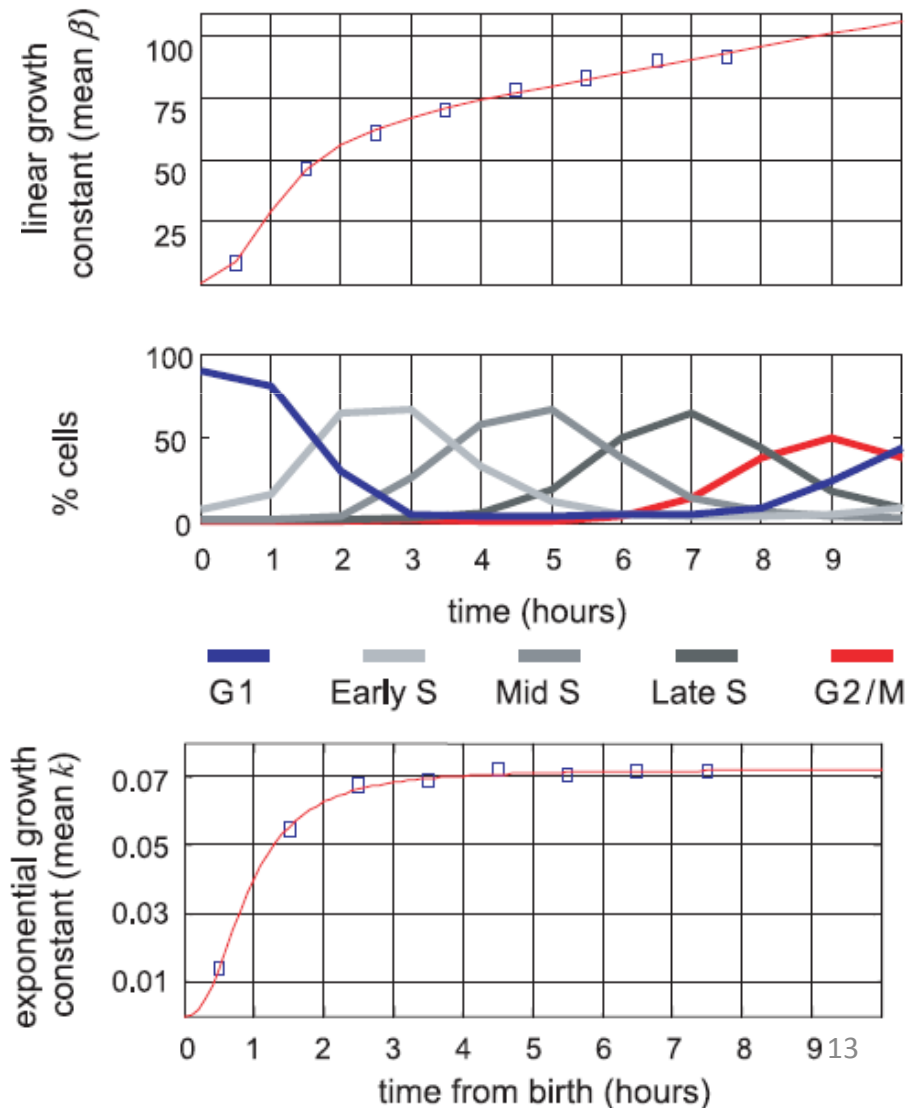 linear growth
constant (mean β)
100
75
50
25
% cells
100
50
0
0 1 2 3 4 5 6 7 8 9
time (hours)
G1 Early S Mid S Late S G2/M
exponential growth
constant (mean k)
0.07
0.05
0.03
0.01
0 1 2 3 4 5 6 7 8 9 13
time from birth (hours)